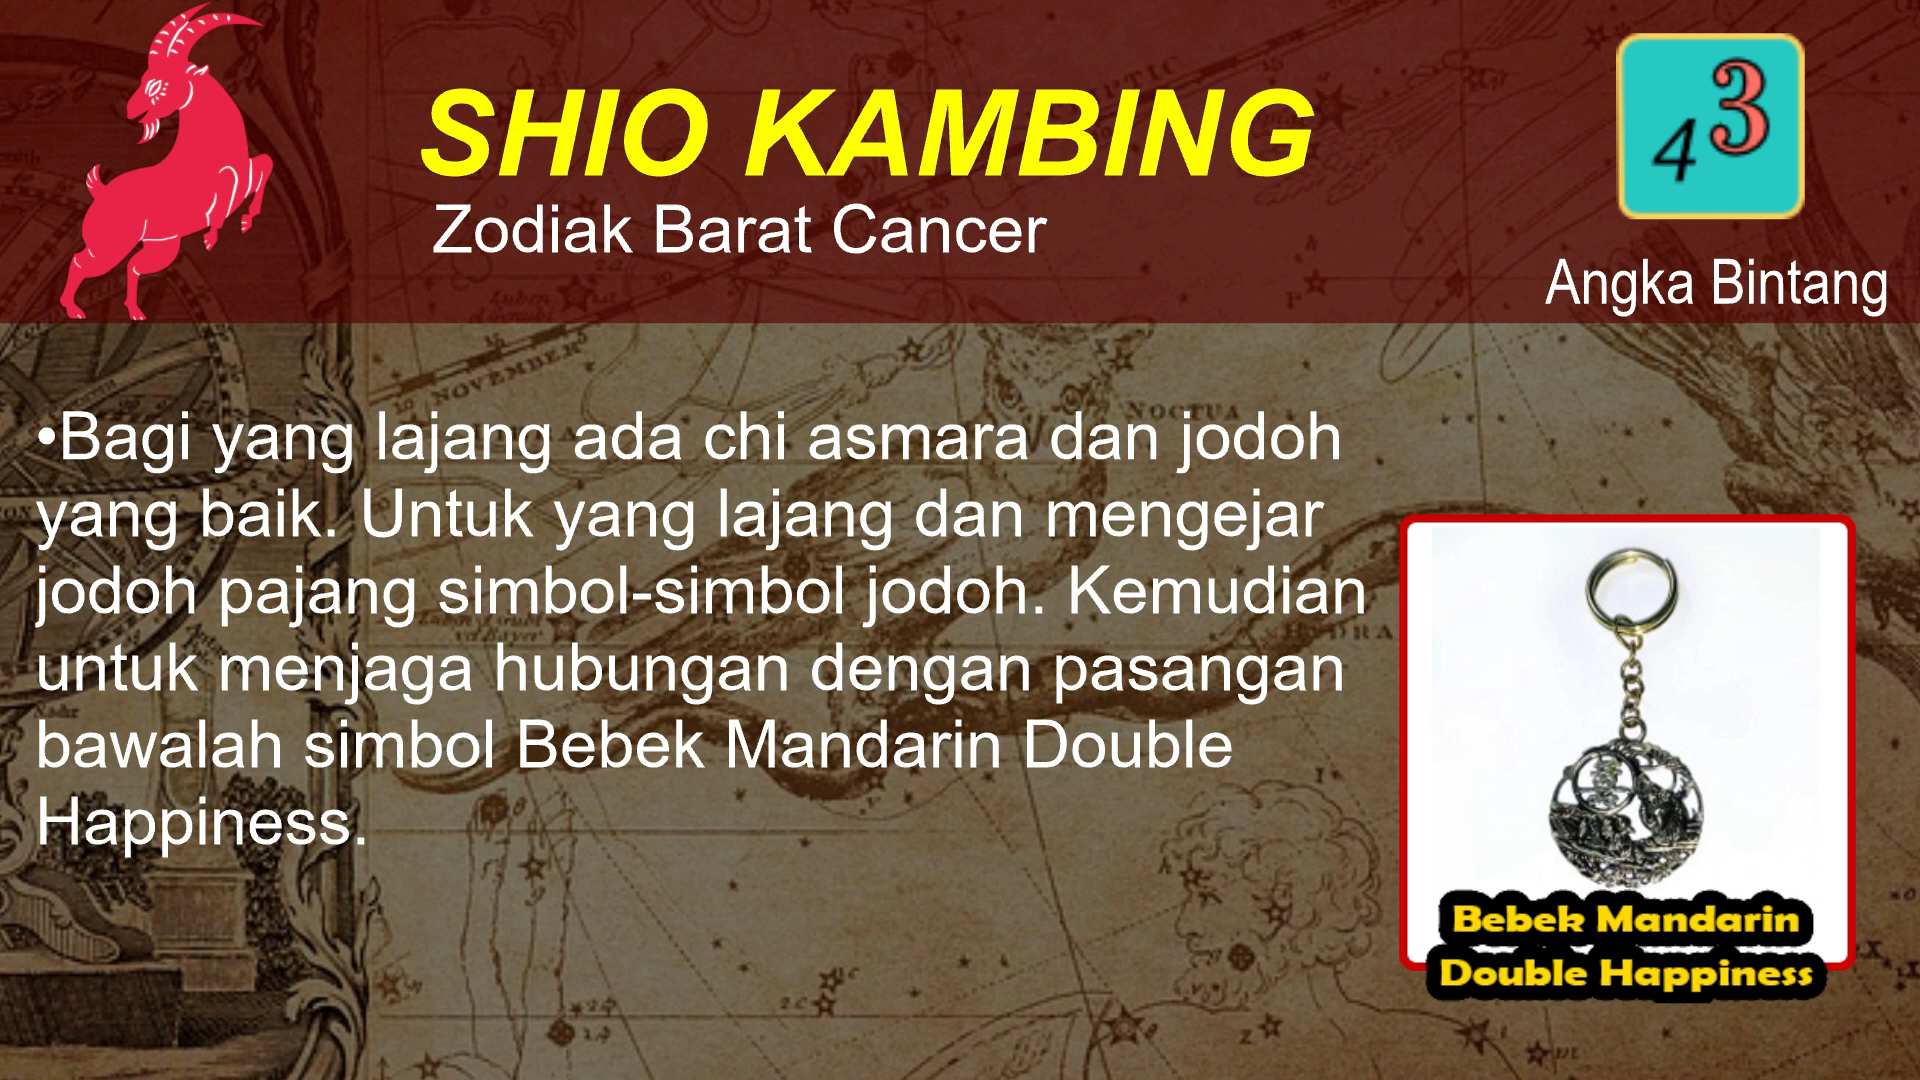 SHIO KAMBING
Zodiak Barat Cancer
4 3
Angka Bintang
•Bagi yang lajang ada chi asmara dan jodoh
yang baik. Untuk yang lajang dan mengejar
jodoh pajang simbol-simbol jodoh. Kemudian
untuk menjaga hubungan dengan pasangan
bawalah simbol Bebek Mandarin Double
Happiness.
Bebek Mandarin
Double Happiness
NOVEMBER
NOCTUA